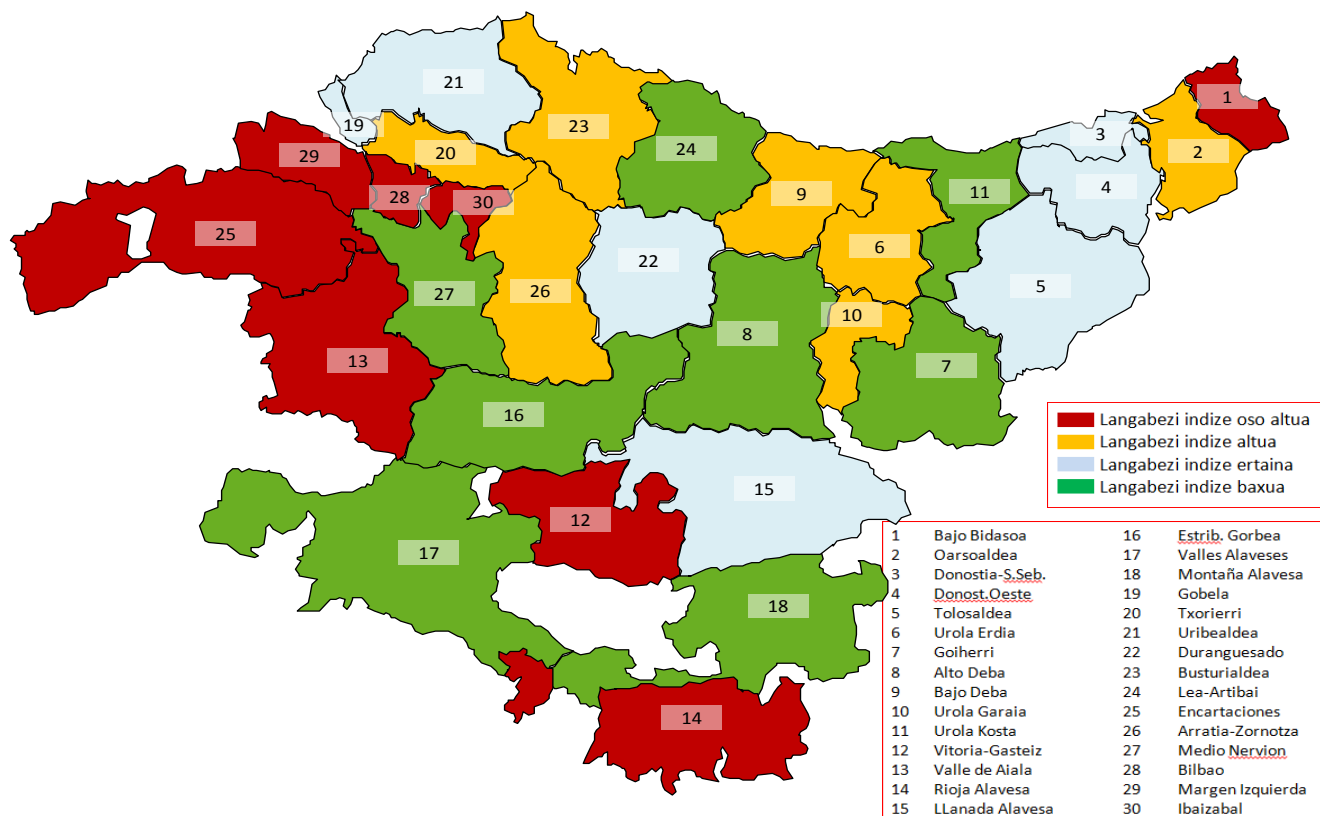 21
1
23
19
3
20
2
24
29
4
11
28
9
30
25
6
22
5
27
26
10
8
13
7
16
15
12
17
18
14
Langabezi indize oso altua
Langabezi indize altua
Langabezi indize ertaina
Langabezi indize baxua
1 Bajo Bidasoa 16 Estrib. Gorbea
2 Oarsoaldea 17 Valles Alaveses
3 Donostia-S.Seb. 18 Montaña Alavesa
4 Donost.Oeste 19 Gobela
5 Tolosaldea 20 Txorierri
6 Urola Erdia 21 Uribealdea
7 Goiherri 22 Duranguesado
8 Alto Deba 23 Busturialdea
9 Bajo Deba 24 Lea-Artibai
10 Urola Garaia 25 Encartaciones
11 Urola Kosta 26 Arratia-Zornotza
12 Vitoria-Gasteiz 27 Medio Nervion
13 Valle de Aiala 28 Bilbao
14 Rioja Alavesa 29 Margen Izquierda
15 LLanada Alavesa 30 Ibaizabal